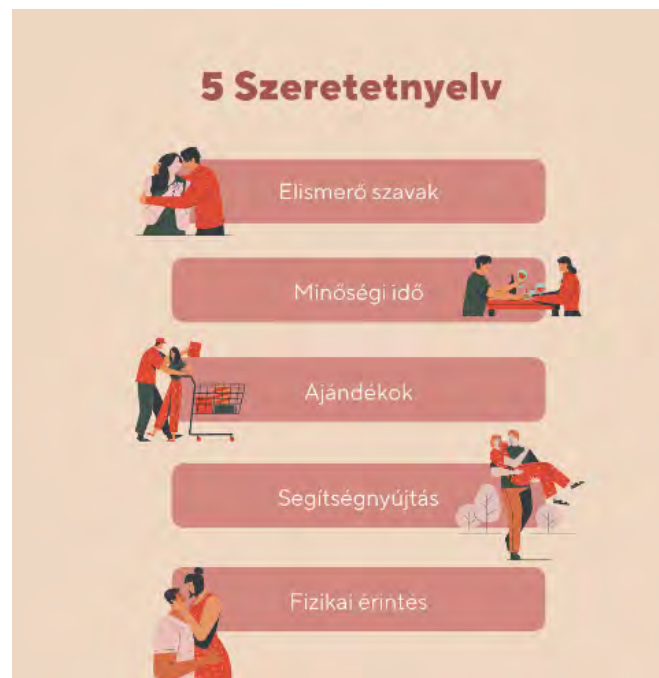 5 Szeretetnyelv
Elismerő szavak
Minőségi idő
Ajándékok
Segítségnyújtás
Fizikai érintés